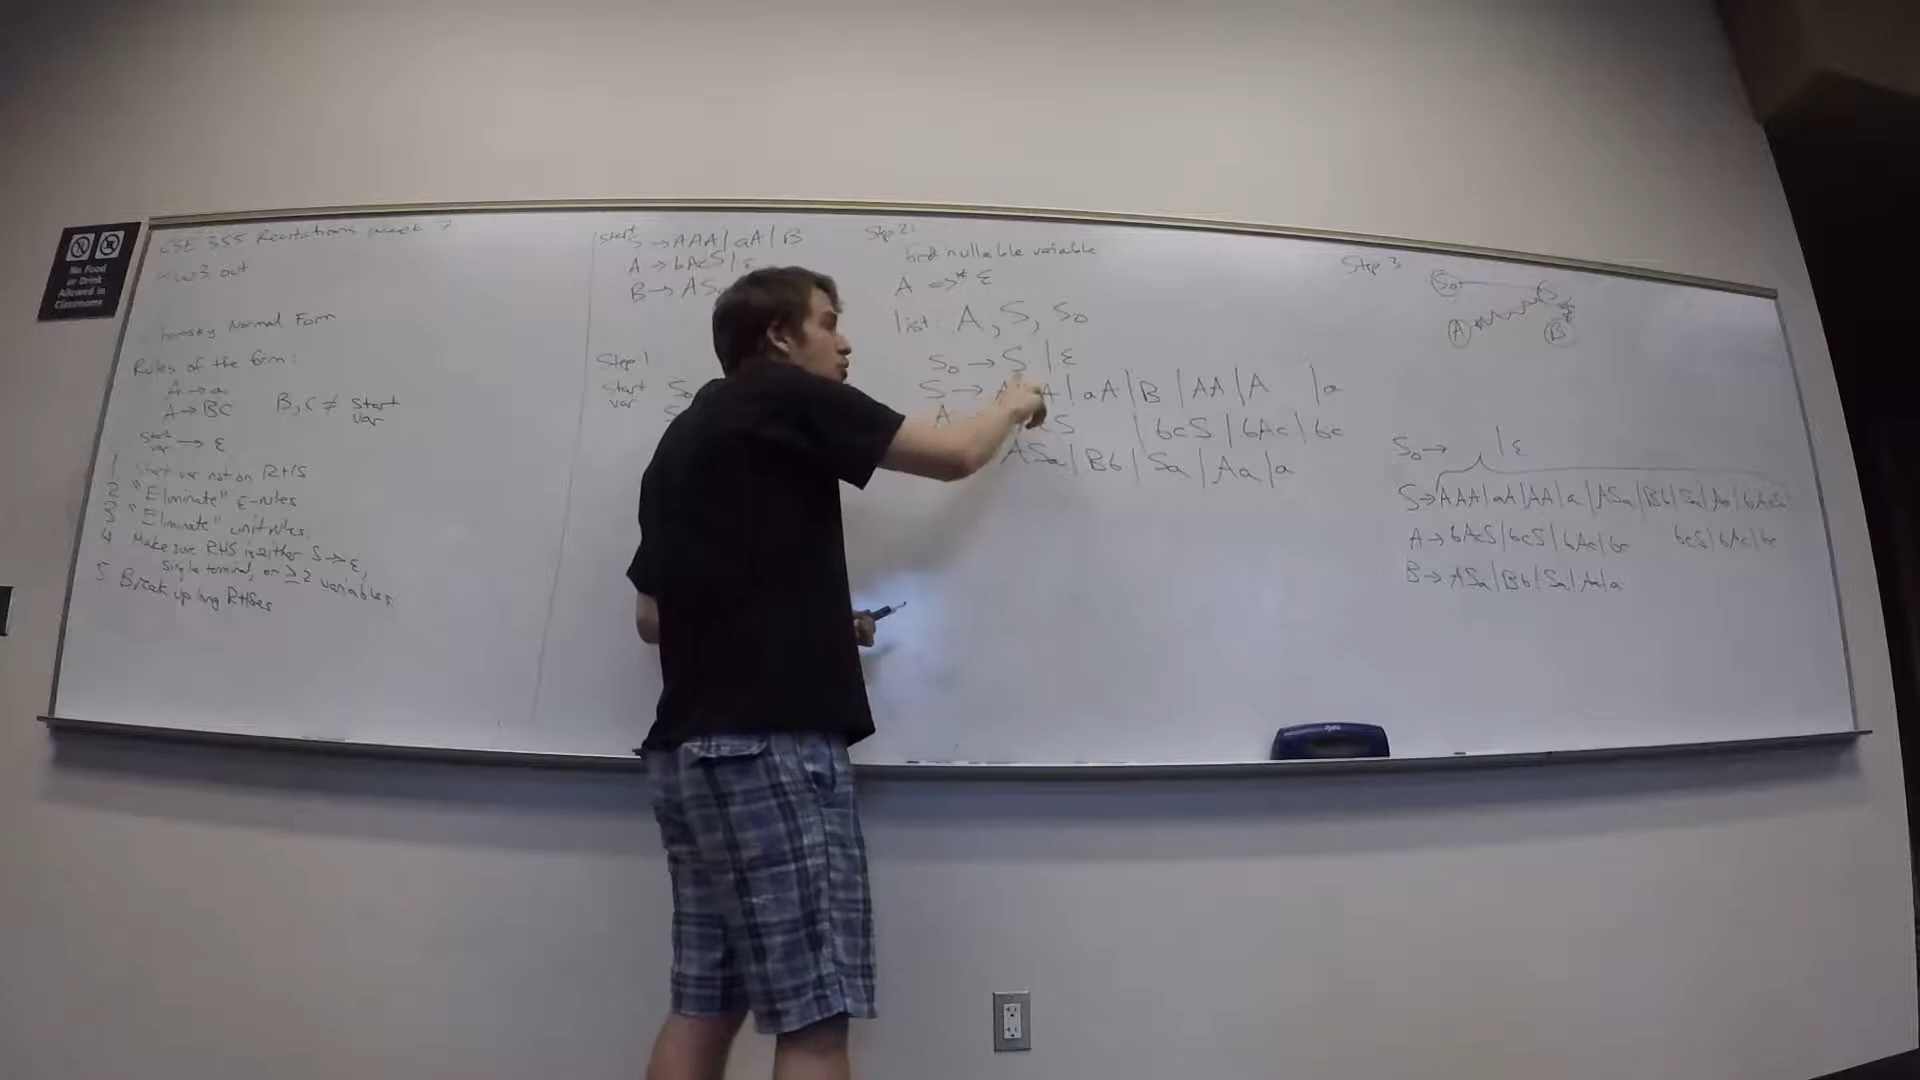 No Food
or Drink
Allowed in
Classrooms
CSE 355 Recitations week 7
HW3 out
Chomsky Normal Form
Rules of the form:
A → a
A → BC B, C ≠ start var
start var → ε
1 Start var not on RHS
2 "Eliminate" ε-rules
3 "Eliminate" unit rules
4 Make sure RHS is either S → ε,
single terminal, or ≥ 2 variables.
5 Break up long RHSes
start S → AAA | aA | B
A → bAcS | ε
B → AS
Step 1
Start var S₀
S
Step 2:
find nullable variable
A ⇒* ε
list: A, S, S₀
S₀ → S | ε
S → A A | aA | B | AA | A | a
A cS | bcS | bAc | bc
ASa | Bb | Sa | Aa | a
Step 3
S₀ S
A B
S₀ → | ε
S → AAA | aA | AA | a | ASa | Bb | Sa | Aa | bAcS
bcS | bAc | bc
A → bAcS | bcS | bAc | bc
B → ASa | Bb | Sa | Aa | a